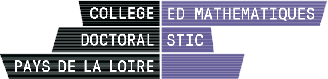 COLLEGE ED MATHEMATIQUES
DOCTORAL STIC
PAYS DE LA LOIRE